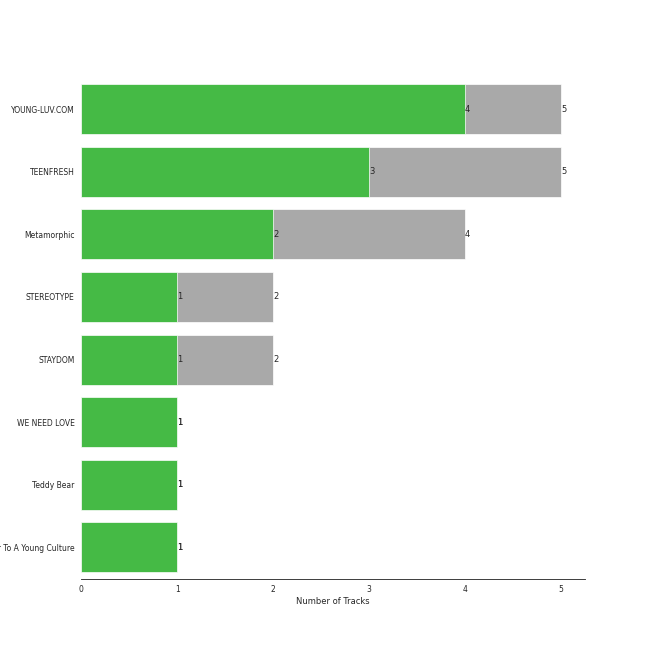 YOUNG-LUV.COM 4 5
TEENFRESH 3 5
Metamorphic 2 4
STEREOTYPE 1 2
STAYDOM 1 2
WE NEED LOVE 1
Teddy Bear 1
To A Young Culture 1
0 1 2 3 4 5
Number of Tracks